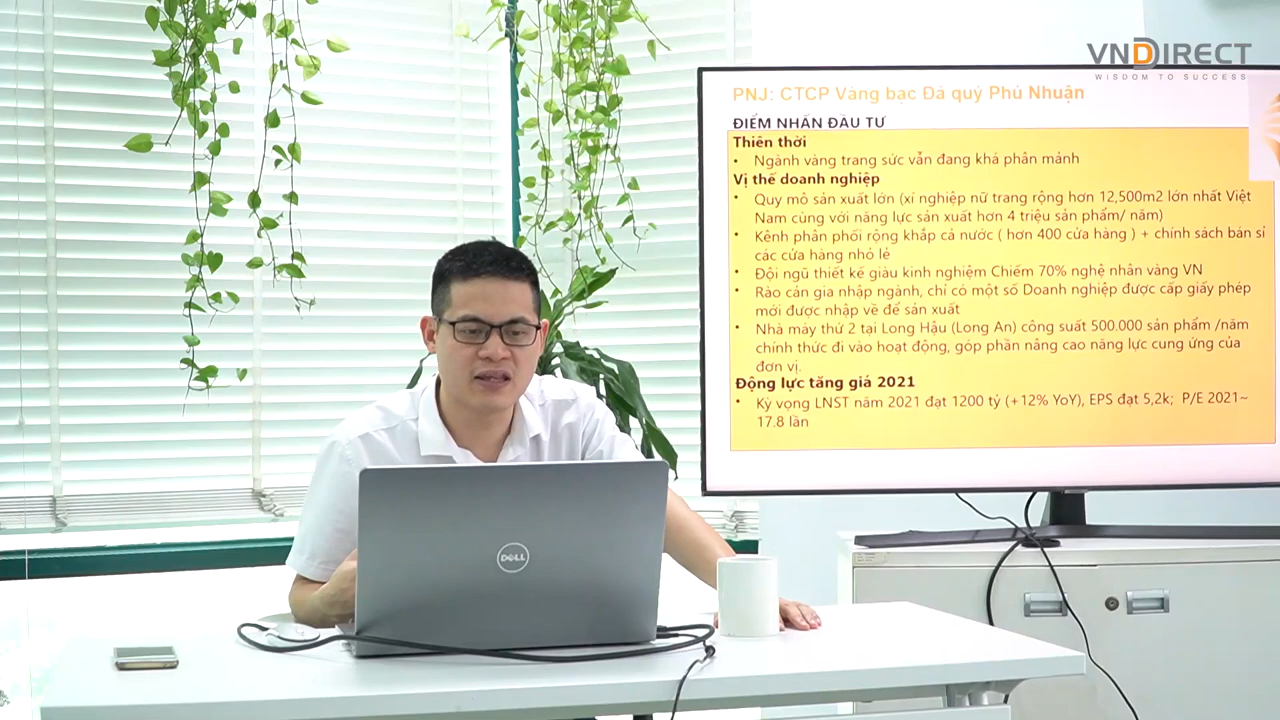 VNDIRECT
WISDOM TO SUCCESS
PNJ: CTCP Vàng bạc Đá quý Phú Nhuận
ĐIỂM NHẤN ĐẦU TƯ
Thiên thời
• Ngành vàng trang sức vẫn đang khá phân mảnh
Vị thế doanh nghiệp
• Quy mô sản xuất lớn (xí nghiệp nữ trang rộng hơn 12,500m2 lớn nhất Việt
Nam cùng với năng lực sản xuất hơn 4 triệu sản phẩm/ năm)
• Kênh phân phối rộng khắp cả nước ( hơn 400 cửa hàng ) + chính sách bán sỉ
các cửa hàng nhỏ lẻ
• Đội ngũ thiết kế giàu kinh nghiệm Chiếm 70% nghệ nhân vàng VN
• Rào cản gia nhập ngành, chỉ có một số Doanh nghiệp được cấp giấy phép
mới được nhập về để sản xuất
• Nhà máy thứ 2 tại Long Hậu (Long An) công suất 500.000 sản phẩm /năm
chính thức đi vào hoạt động, góp phần nâng cao năng lực cung ứng của
đơn vị.
Động lực tăng giá 2021
• Kỳ vọng LNST năm 2021 đạt 1200 tỷ (+12% YoY), EPS đạt 5,2k; P/E 2021~
17.8 lần
DELL